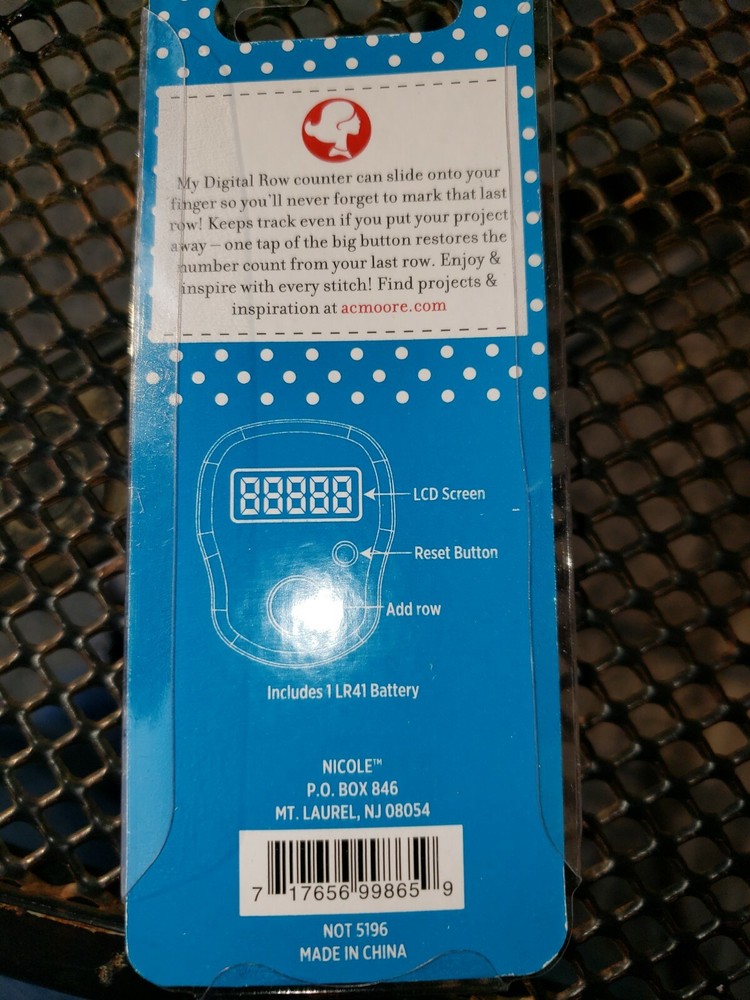 My Digital Row counter can slide onto your
finger so you'll never forget to mark that last
row! Keeps track even if you put your project
away – one tap of the big button restores the
number count from your last row. Enjoy &
inspire with every stitch! Find projects &
inspiration at acmoore.com
88888
LCD Screen
Reset Button
Add row
Includes 1 LR41 Battery
NICOLE™
P.O. BOX 846
MT. LAUREL, NJ 08054
7 17656 99865 9
NOT 5196
MADE IN CHINA